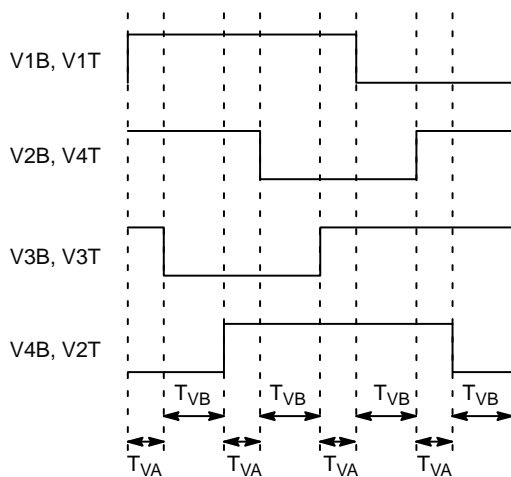 V1B, V1T
V2B, V4T
V3B, V3T
V4B, V2T
TVB TVB TVB TVB
TVA TVA TVA TVA